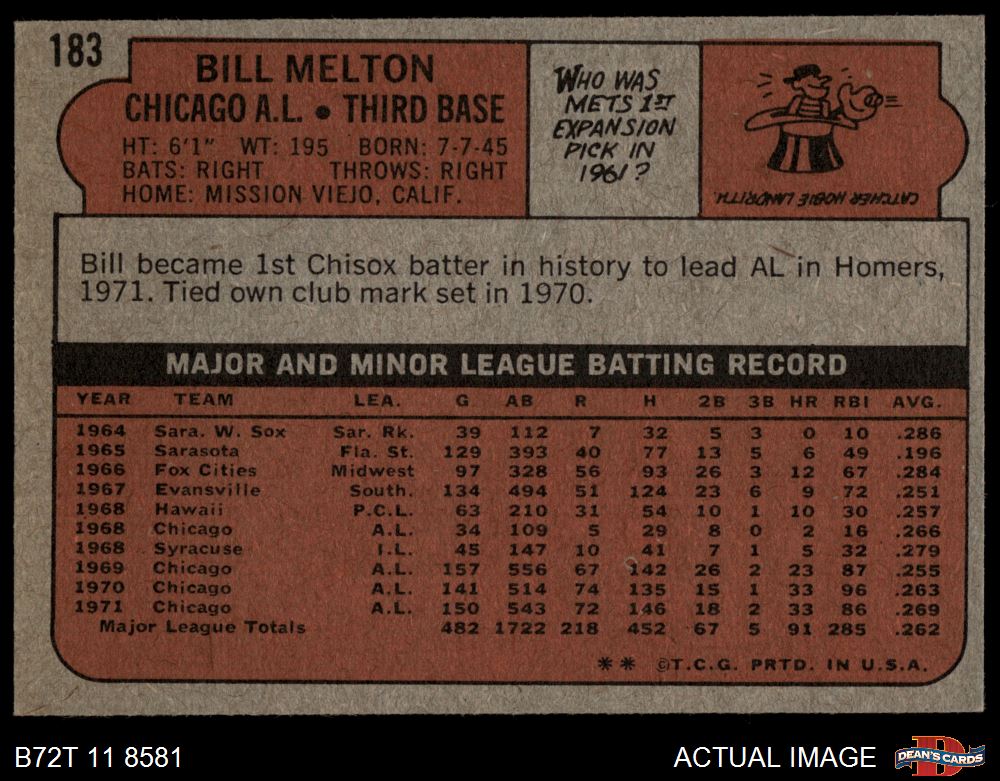 183
BILL MELTON
CHICAGO A.L. • THIRD BASE
HT: 6'1" WT: 195 BORN: 7-7-45
BATS: RIGHT THROWS: RIGHT
HOME: MISSION VIEJO, CALIF.
WHO WAS
METS 1ST
EXPANSION
PICK IN
1961?
CATCHER HOBIE LANDRITH.
Bill became 1st Chisox batter in history to lead AL in Homers,
1971. Tied own club mark set in 1970.
MAJOR AND MINOR LEAGUE BATTING RECORD
YEAR TEAM LEA. G AB R H 2B 3B HR RBI AVG.
1964 Sara. W. Sox Sar. Rk. 39 112 7 32 5 3 0 10 .286
1965 Sarasota Fla. St. 129 393 40 77 13 5 6 49 .196
1966 Fox Cities Midwest 97 328 56 93 26 3 12 67 .284
1967 Evansville South. 134 494 51 124 23 6 9 72 .251
1968 Hawaii P.C.L. 63 210 31 54 10 1 10 30 .257
1968 Chicago A.L. 34 109 5 29 8 0 2 16 .266
1968 Syracuse I.L. 45 147 10 41 7 1 5 32 .279
1969 Chicago A.L. 157 556 67 142 26 2 23 87 .255
1970 Chicago A.L. 141 514 74 135 15 1 33 96 .263
1971 Chicago A.L. 150 543 72 146 18 2 33 86 .269
Major League Totals 482 1722 218 452 67 5 91 285 .262
** ©T.C.G. PRTD. IN U.S.A.
B72T 11 8581
ACTUAL IMAGE
D
DEAN'S CARDS